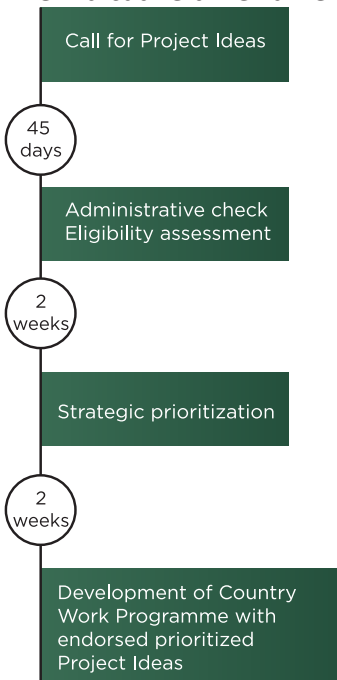 Call for Project Ideas
45
days
Administrative check
Eligibility assessment
2
weeks
Strategic prioritization
2
weeks
Development of Country
Work Programme with
endorsed prioritized
Project Ideas